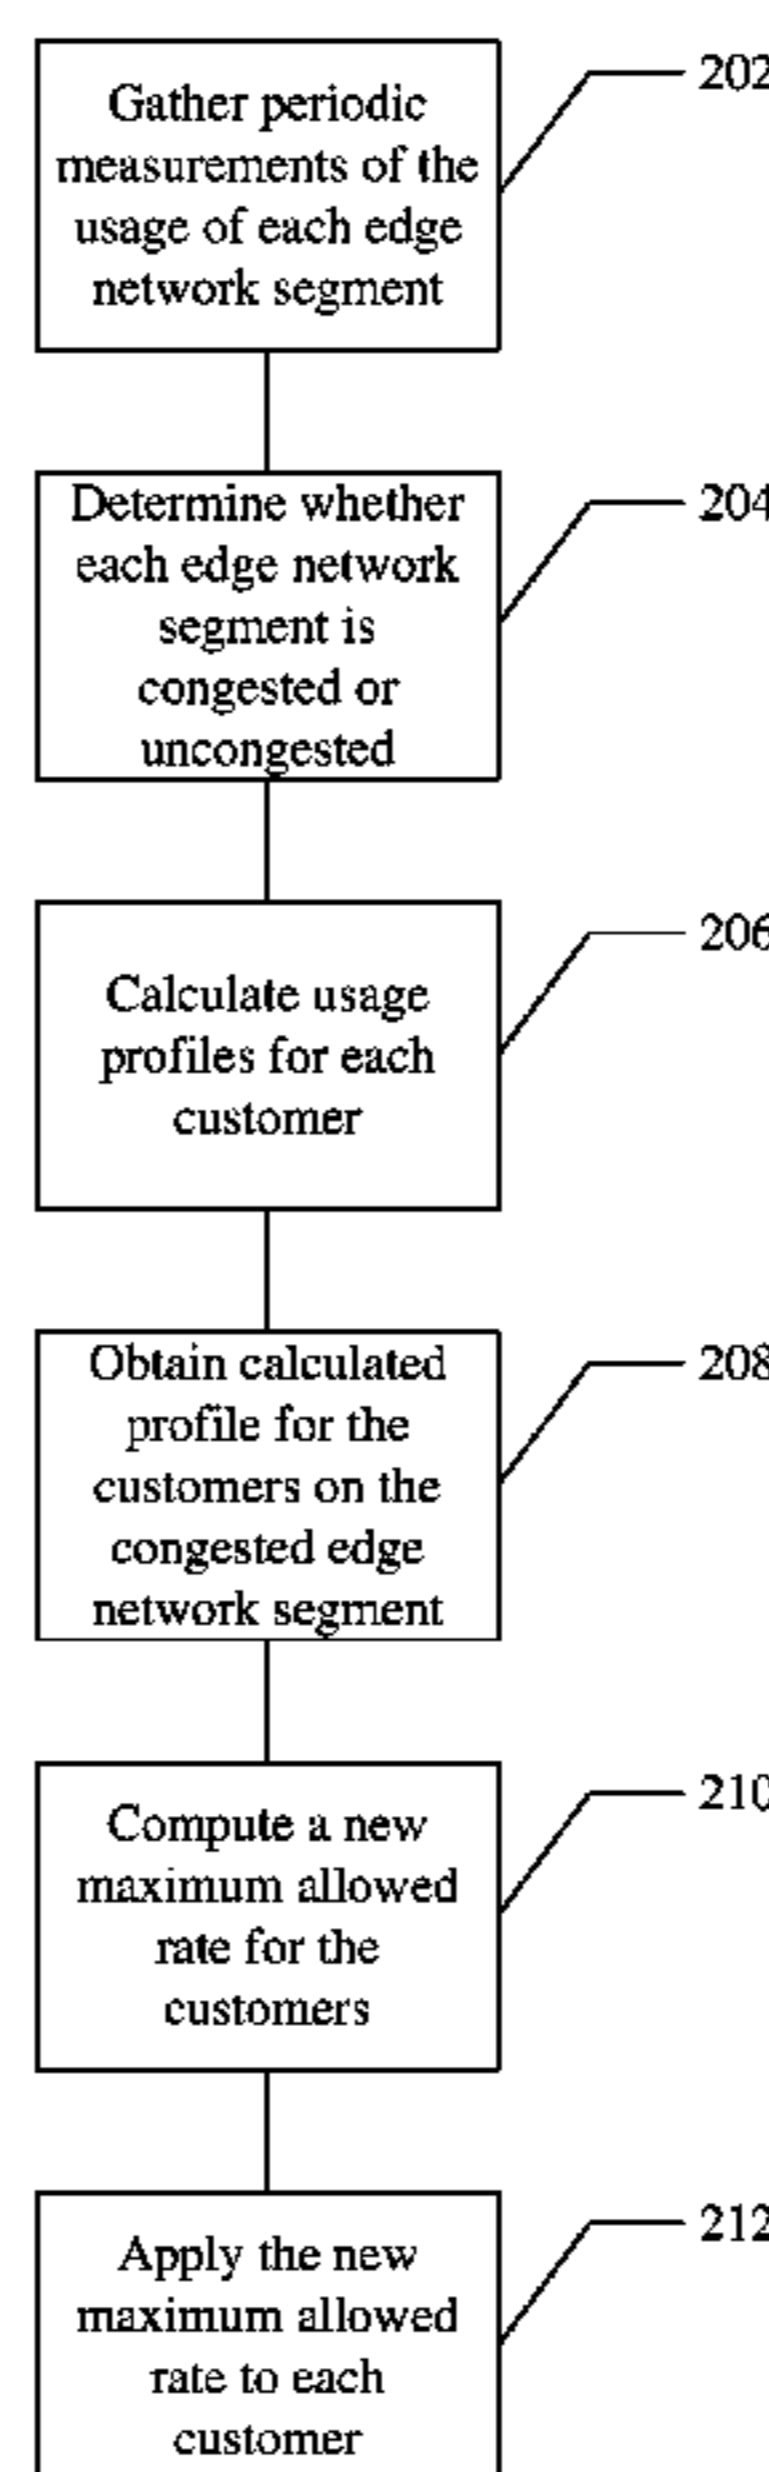 Gather periodic
measurements of the
usage of each edge
network segment
202
Determine whether
each edge network
segment is
congested or
uncongested
204
Calculate usage
profiles for each
customer
206
Obtain calculated
profile for the
customers on the
congested edge
network segment
208
Compute a new
maximum allowed
rate for the
customers
210
Apply the new
maximum allowed
rate to each
customer
212